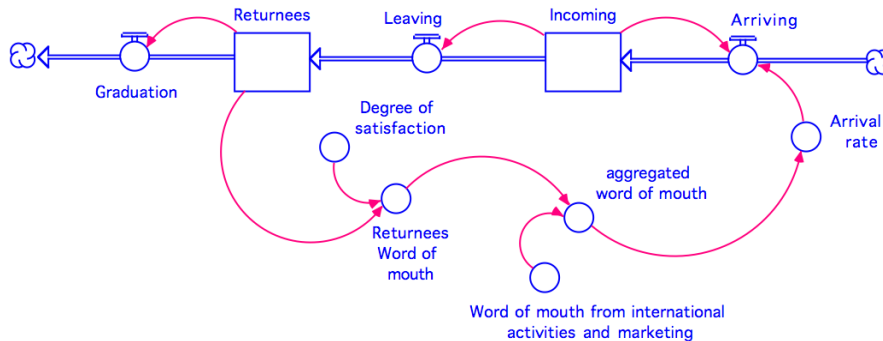 Returnees
Leaving
Incoming
Arriving
Graduation
Degree of
satisfaction
Arrival
rate
aggregated
word of mouth
Returnees
Word of
mouth
Word of mouth from international
activities and marketing